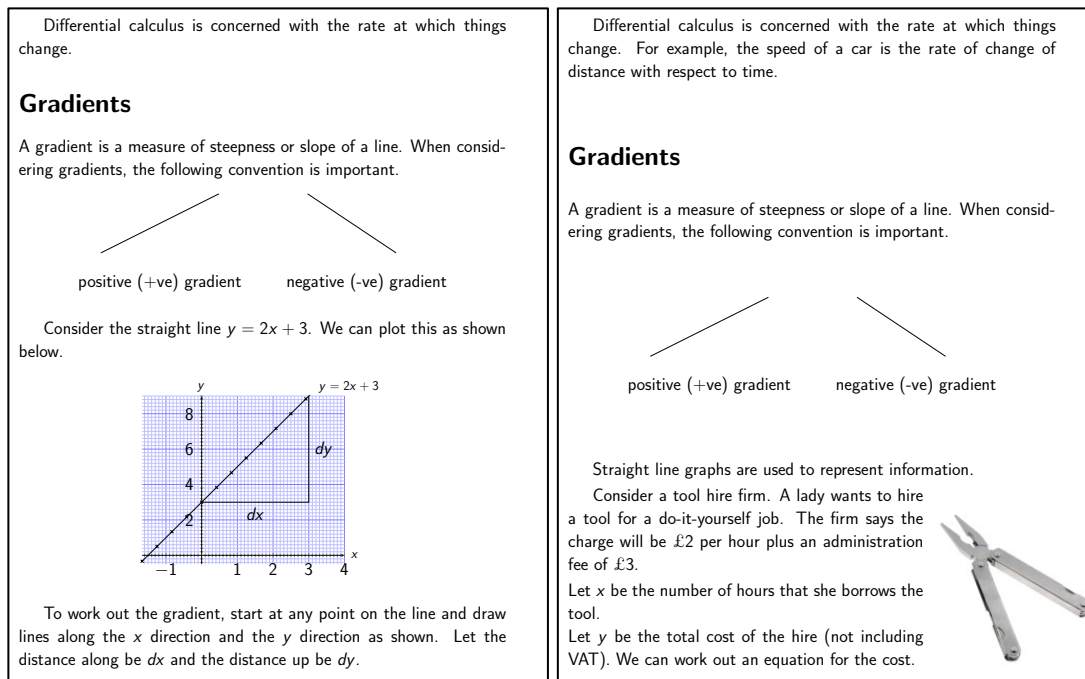 Differential calculus is concerned with the rate at which things
change.
Gradients
A gradient is a measure of steepness or slope of a line. When consid-
ering gradients, the following convention is important.
positive (+ve) gradient negative (-ve) gradient
Consider the straight line y = 2x + 3. We can plot this as shown
below.
y
y = 2x + 3
8
6
4
2
dy
dx
x
−1 1 2 3 4
To work out the gradient, start at any point on the line and draw
lines along the x direction and the y direction as shown. Let the
distance along be dx and the distance up be dy.
Differential calculus is concerned with the rate at which things
change. For example, the speed of a car is the rate of change of
distance with respect to time.
Gradients
A gradient is a measure of steepness or slope of a line. When consid-
ering gradients, the following convention is important.
positive (+ve) gradient negative (-ve) gradient
Straight line graphs are used to represent information.
Consider a tool hire firm. A lady wants to hire
a tool for a do-it-yourself job. The firm says the
charge will be £2 per hour plus an administration
fee of £3.
Let x be the number of hours that she borrows the
tool.
Let y be the total cost of the hire (not including
VAT). We can work out an equation for the cost.